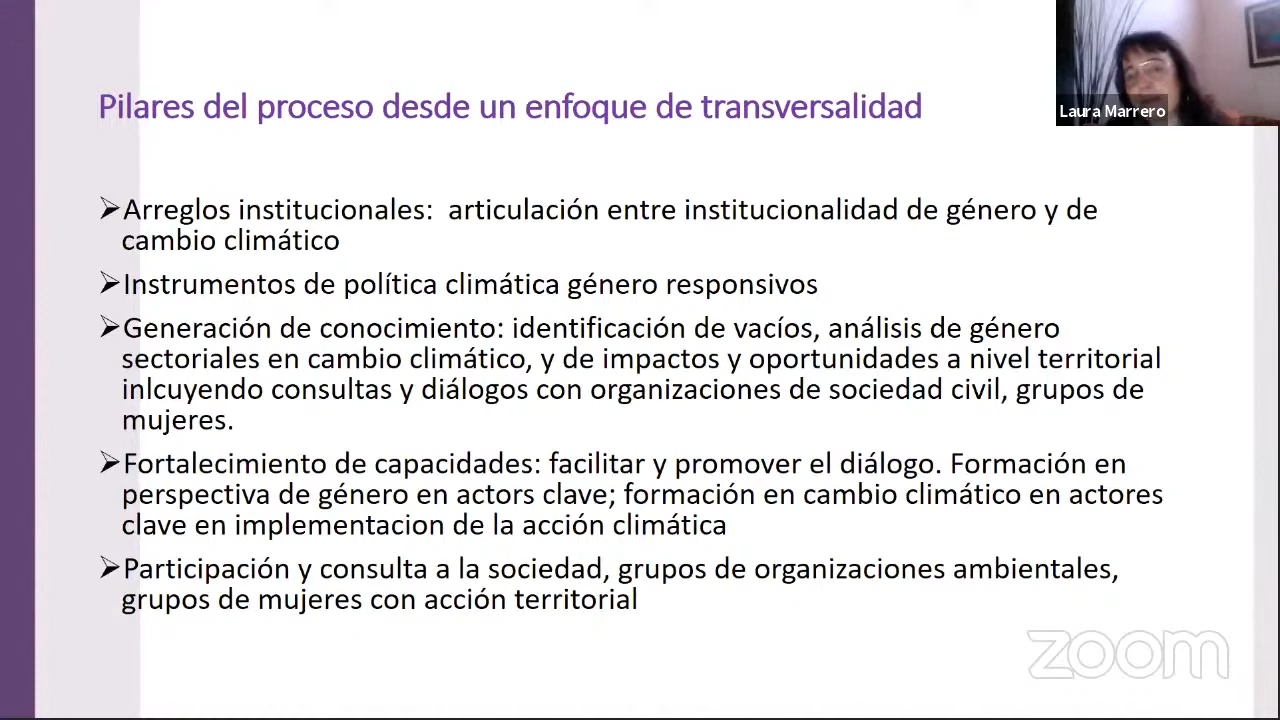 Pilares del proceso desde un enfoque de transversalidad
Laura Marrero
➢Arreglos institucionales:  articulación entre institucionalidad de género y de
cambio climático
➢Instrumentos de política climática género responsivos
➢Generación de conocimiento: identificación de vacíos, análisis de género
sectoriales en cambio climático, y de impactos y oportunidades a nivel territorial
inlcuyendo consultas y diálogos con organizaciones de sociedad civil, grupos de
mujeres.
➢Fortalecimiento de capacidades: facilitar y promover el diálogo. Formación en
perspectiva de género en actors clave; formación en cambio climático en actores
clave en implementacion de la acción climática
➢Participación y consulta a la sociedad, grupos de organizaciones ambientales,
grupos de mujeres con acción territorial
zoom